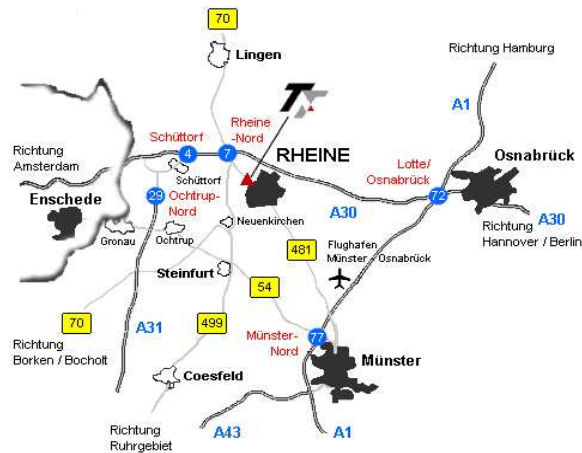 70
Richtung Hamburg
Lingen
A1
TF
Rheine
-Nord
Schüttorf
4
7
RHEINE
Richtung
Amsterdam
Lotte/
Osnabrück
Osnabrück
Schüttorf
Enschede
29
Ochtrup-
Nord
72
A30
A30
Neuenkirchen
Richtung
Hannover / Berlin
Gronau
Ochtrup
481
Flughafen
Münster
Osnabrück
Steinfurt
54
70
A31
499
Münster-
Nord
77
Richtung
Borken / Bocholt
Münster
Coesfeld
Richtung
Ruhrgebiet
A43
A1